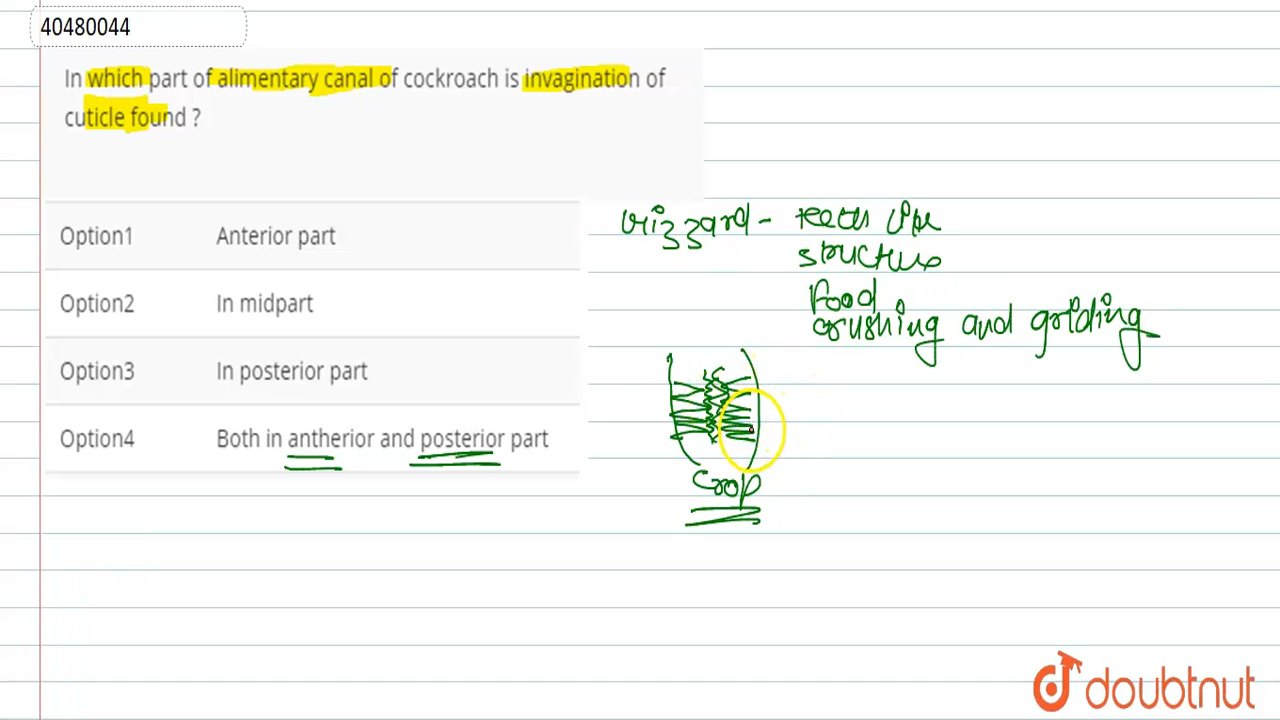 40480044
In which part of alimentary canal of cockroach is invagination of
cuticle found ?
Option1 Anterior part
Option2 In midpart
Option3 In posterior part
Option4 Both in antherior and posterior part
Gizzard - teeth like
structure
Food
crushing and griding
Crop
doubtnut